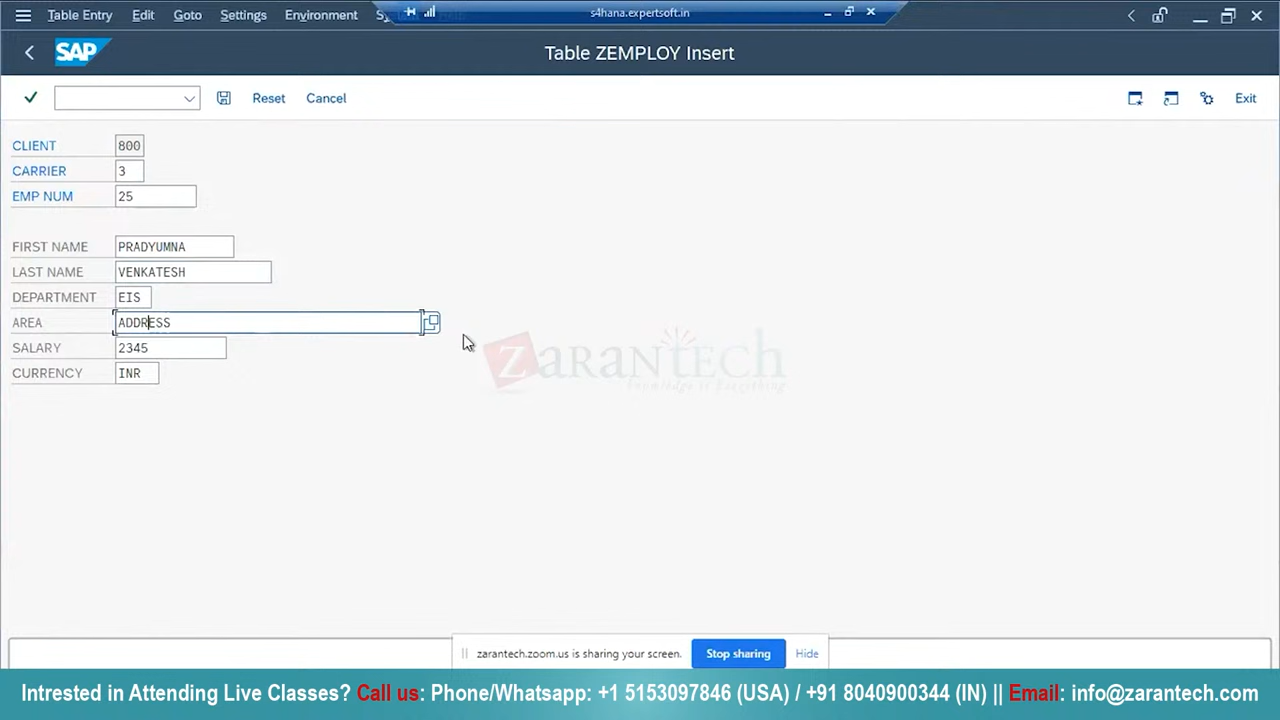 Table Entry Edit Goto Settings Environment s4hana.expertsoft.in
SAP Table ZEMPLOY Insert
Reset Cancel Exit
CLIENT 800
CARRIER 3
EMP NUM 25
FIRST NAME PRADYUMNA
LAST NAME VENKATESH
DEPARTMENT EIS
AREA ADDRESS
SALARY 2345
CURRENCY INR
ZaranTech
Knowledge is Everything
zarantech.zoom.us is sharing your screen. Stop sharing Hide
Intrested in Attending Live Classes? Call us: Phone/Whatsapp: +1 5153097846 (USA) / +91 8040900344 (IN) || Email: info@zarantech.com